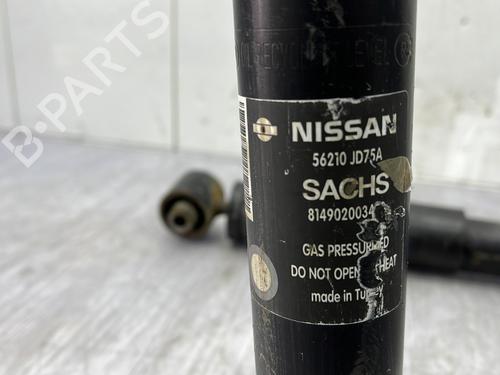 NISSAN
56210 JD75A
SACHS
8149020034
GAS PRESSURIZED
DO NOT OPEN HEAT
made in Turkey
B-PARTS